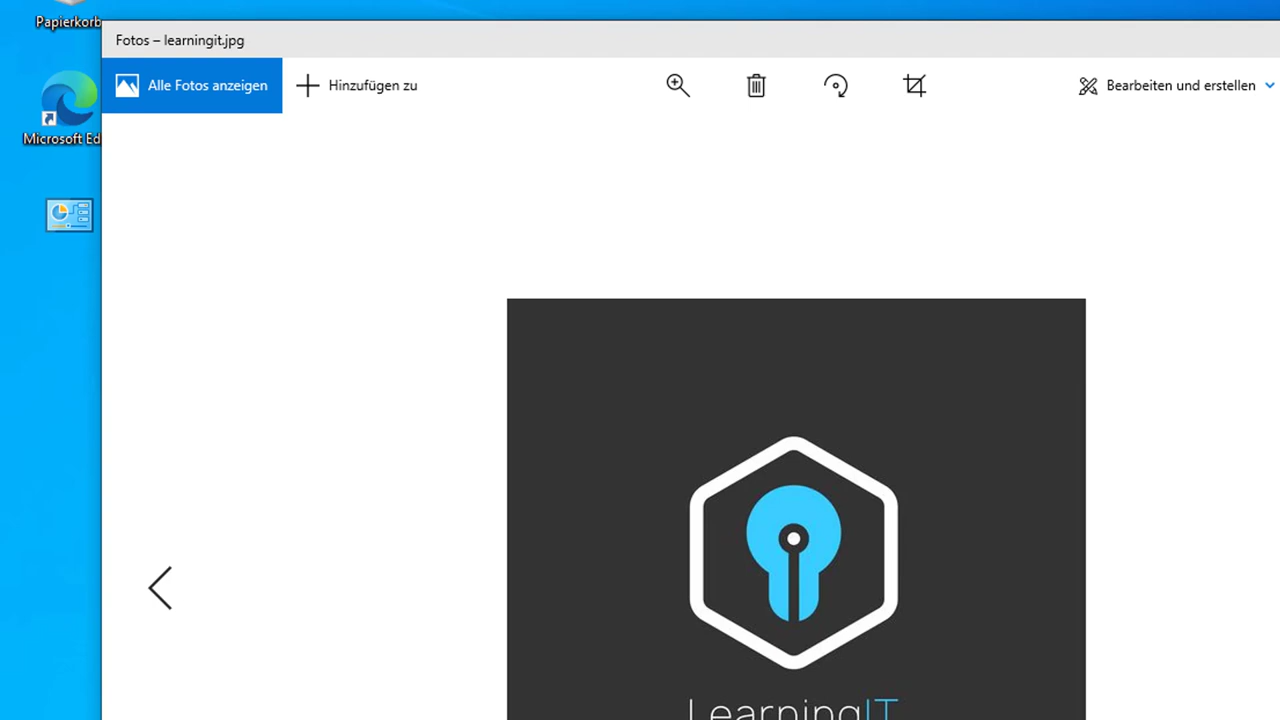 Papierkorb
Fotos – learningit.jpg
Alle Fotos anzeigen
Hinzufügen zu
Bearbeiten und erstellen
Microsoft Ed
LearningIT